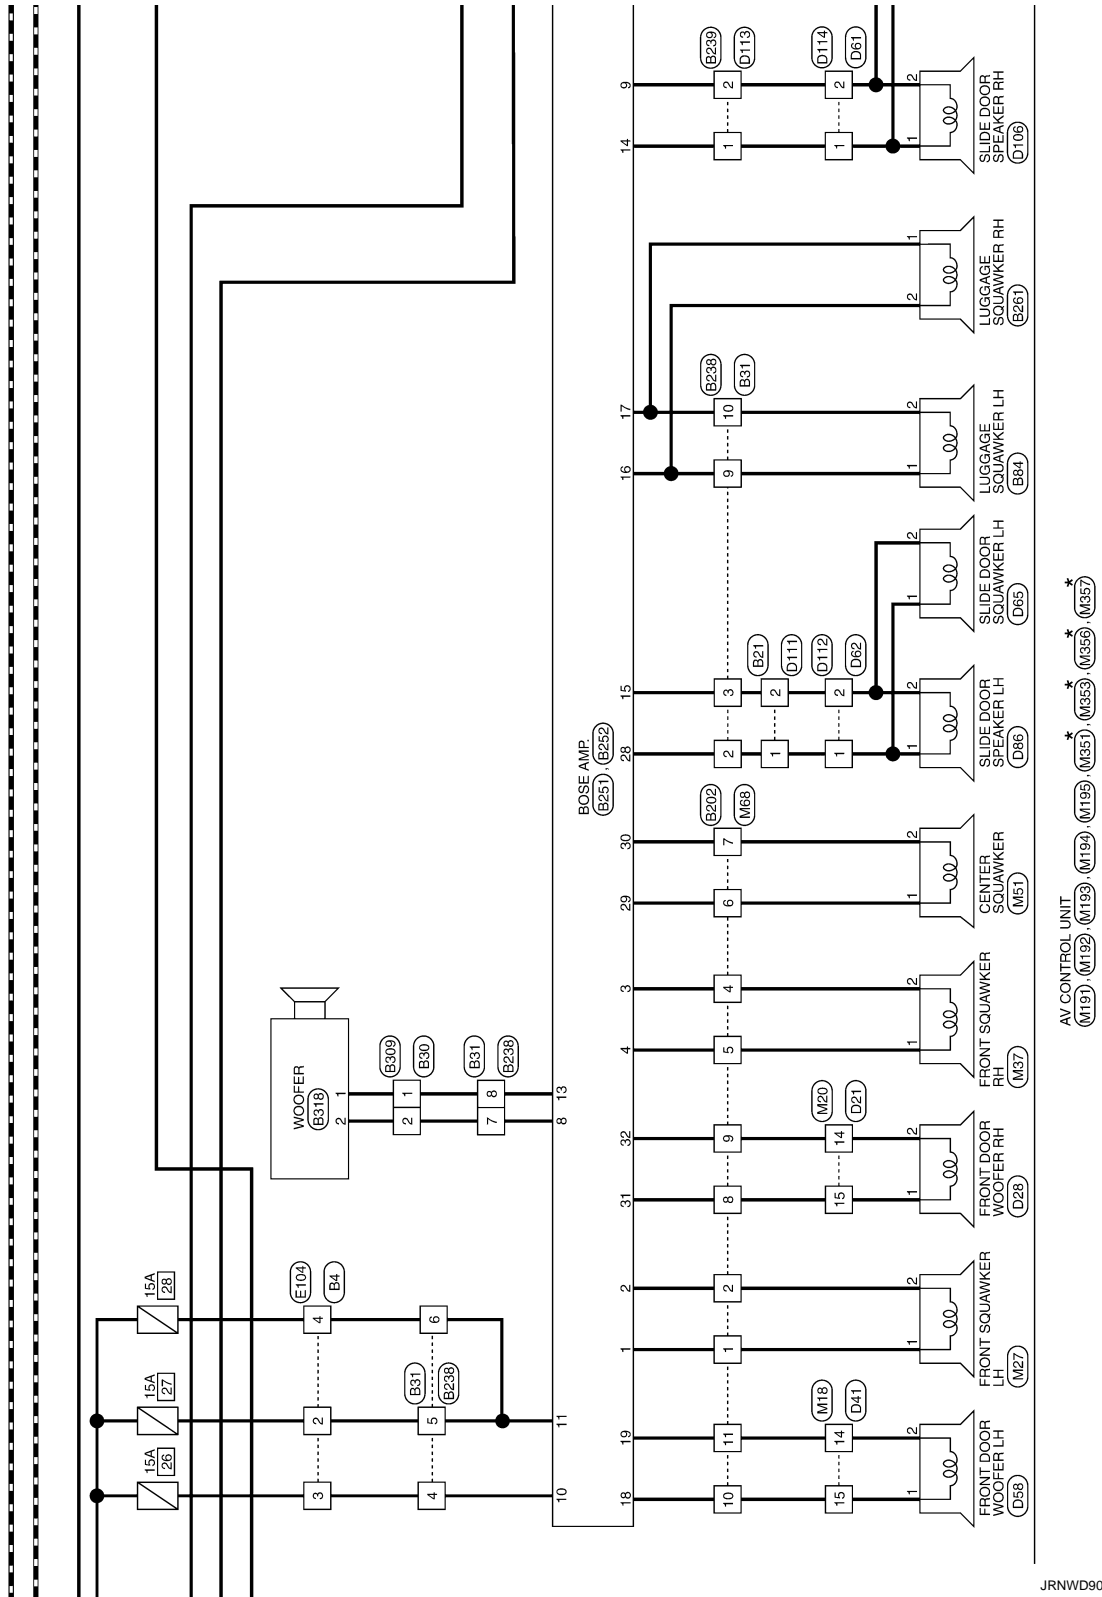 15A
26
15A
27
15A
28
3
2
4
E104
B4
4
5
6
B31
B238
10
11
WOOFER
B318
2
1
2
1
B309
B30
7
8
B31
B238
8
13
BOSE AMP.
B251 , B252
18
19
1
2
31
32
4
3
29
30
28
15
16
17
14
9
10
11
1
2
8
9
5
4
6
7
B202
M68
2
3
9
10
B238
B31
1
2
B239
D113
1
2
B21
D111
15
14
M18
D41
15
14
M20
D21
1
2
D112
D62
1
2
D114
D61
1
2
FRONT DOOR
WOOFER LH
D58
1
2
FRONT SQUAWKER
LH
M27
1
2
FRONT DOOR
WOOFER RH
D28
1
2
FRONT SQUAWKER
RH
M37
1
2
CENTER
SQUAWKER
M51
1
2
SLIDE DOOR
SPEAKER LH
D86
1
2
SLIDE DOOR
SQUAWKER LH
D65
1
2
LUGGAGE
SQUAWKER LH
B84
2
1
LUGGAGE
SQUAWKER RH
B261
1
2
SLIDE DOOR
SPEAKER RH
D106
AV CONTROL UNIT
M191 , M192 , M193 , M194 , M195 , M351 * , M353 * , M356 * , M357 *
JRNWD90